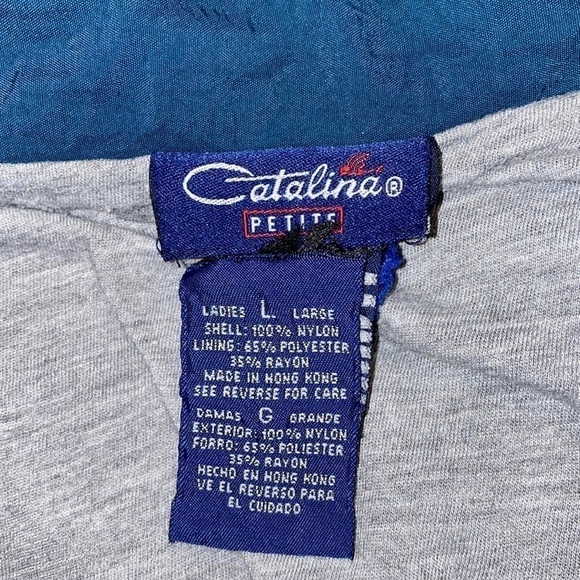 Catalina®
PETITE
LADIES L. LARGE
SHELL: 100% NYLON
LINING: 65% POLYESTER
35% RAYON
MADE IN HONG KONG
SEE REVERSE FOR CARE
DAMAS G GRANDE
EXTERIOR: 100% NYLON
FORRO: 65% POLIESTER
35% RAYON
HECHO EN HONG KONG
VE EL REVERSO PARA
EL CUIDADO